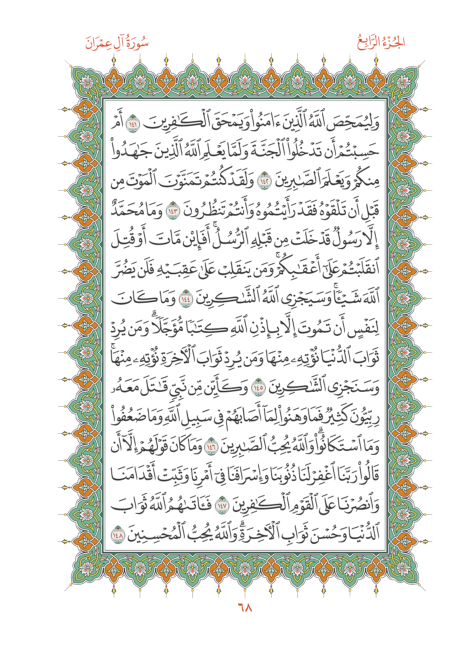 الجُزْءُ الرَّابِعُ
سُورَةُ آلِ عِمْرَانَ
وَلِيُمَحِّصَ ٱللَّهُ ٱلَّذِينَ ءَامَنُوا۟ وَيَمْحَقَ ٱلْكَـٰفِرِينَ ١٤١ أَمْ
حَسِبْتُمْ أَن تَدْخُلُوا۟ ٱلْجَنَّةَ وَلَمَّا يَعْلَمِ ٱللَّهُ ٱلَّذِينَ جَـٰهَدُوا۟
مِنكُمْ وَيَعْلَمَ ٱلصَّـٰبِرِينَ ١٤٢ وَلَقَدْ كُنتُمْ تَمَنَّوْنَ ٱلْمَوْتَ مِن
قَبْلِ أَن تَلْقَوْهُ فَقَدْ رَأَيْتُمُوهُ وَأَنتُمْ تَنظُرُونَ ١٤٣ وَمَا مُحَمَّدٌ
إِلَّا رَسُولٌ قَدْ خَلَتْ مِن قَبْلِهِ ٱلرُّسُلُ ۚ أَفَإِي۟ن مَّاتَ أَوْ قُتِلَ
ٱنقَلَبْتُمْ عَلَىٰٓ أَعْقَـٰبِكُمْ ۚ وَمَن يَنقَلِبْ عَلَىٰ عَقِبَيْهِ فَلَن يَضُرَّ
ٱللَّهَ شَيْـًٔا ۗ وَسَيَجْزِى ٱللَّهُ ٱلشَّـٰكِرِينَ ١٤٤ وَمَا كَانَ
لِنَفْسٍ أَن تَمُوتَ إِلَّا بِإِذْنِ ٱللَّهِ كِتَـٰبًا مُّؤَجَّلًا ۗ وَمَن يُرِدْ
ثَوَابَ ٱلدُّنْيَا نُؤْتِهِۦ مِنْهَا وَمَن يُرِدْ ثَوَابَ ٱلْـَٔاخِرَةِ نُؤْتِهِۦ مِنْهَا ۚ
وَسَنَجْزِى ٱلشَّـٰكِرِينَ ١٤٥ وَكَأَيِّن مِّن نَّبِىٍّ قَـٰتَلَ مَعَهُۥ
رِبِّيُّونَ كَثِيرٌ فَمَا وَهَنُوا۟ لِمَآ أَصَابَهُمْ فِى سَبِيلِ ٱللَّهِ وَمَا ضَعُفُوا۟
وَمَا ٱسْتَكَانُوا۟ ۗ وَٱللَّهُ يُحِبُّ ٱلصَّـٰبِرِينَ ١٤٦ وَمَا كَانَ قَوْلَهُمْ إِلَّآ أَن
قَالُوا۟ رَبَّنَا ٱغْفِرْ لَنَا ذُنُوبَنَا وَإِسْرَافَنَا فِىٓ أَمْرِنَا وَثَبِّتْ أَقْدَامَنَا
وَٱنصُرْنَا عَلَى ٱلْقَوْمِ ٱلْكَـٰفِرِينَ ١٤٧ فَـَٔاتَىٰهُمُ ٱللَّهُ ثَوَابَ
ٱلدُّنْيَا وَحُسْنَ ثَوَابِ ٱلْـَٔاخِرَةِ ۗ وَٱللَّهُ يُحِبُّ ٱلْمُحْسِنِينَ ١٤٨
٦٨